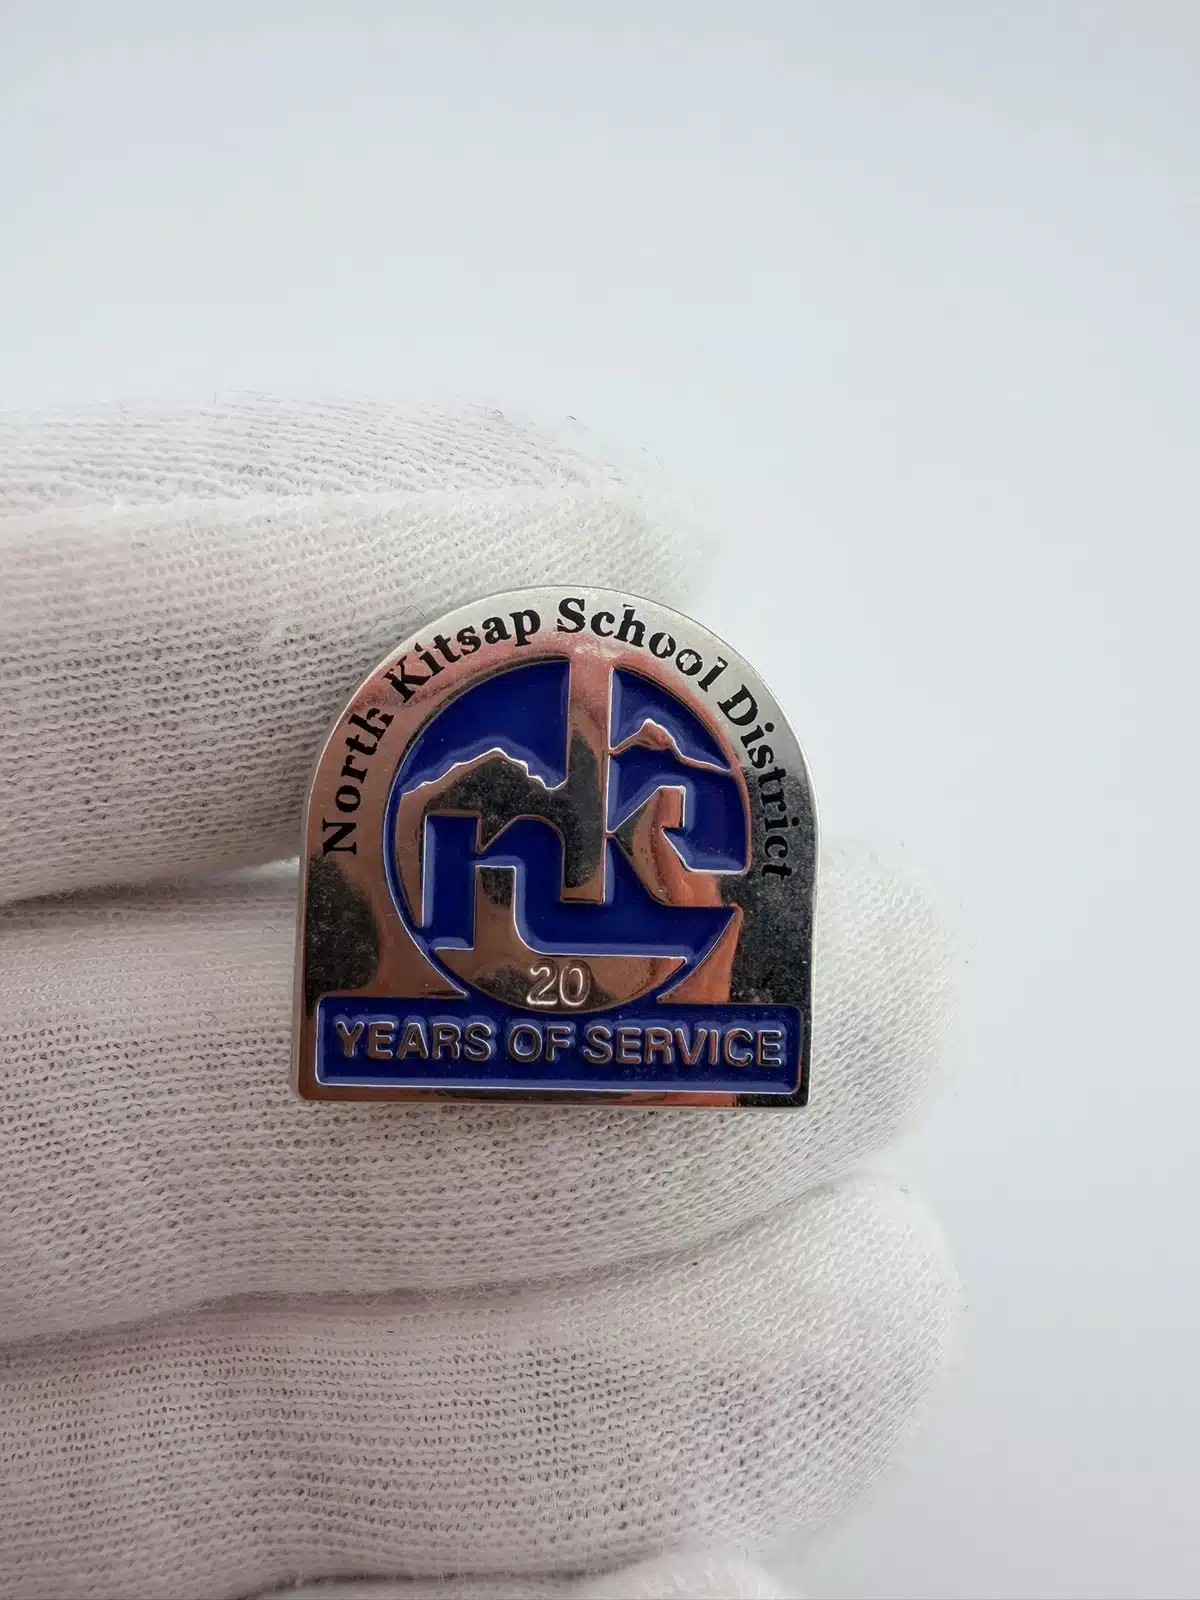 North Kitsap School District
nk
20
YEARS OF SERVICE